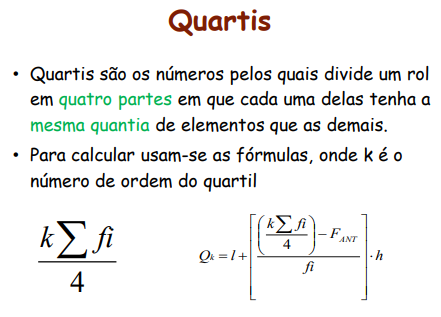 Quartis
• Quartis são os números pelos quais divide um rol
em quatro partes em que cada uma delas tenha a
mesma quantia de elementos que as demais.
• Para calcular usam-se as fórmulas, onde k é o
número de ordem do quartil
k∑fi / 4
Qk = l + [((k∑fi / 4) − F_ANT) / fi] · h